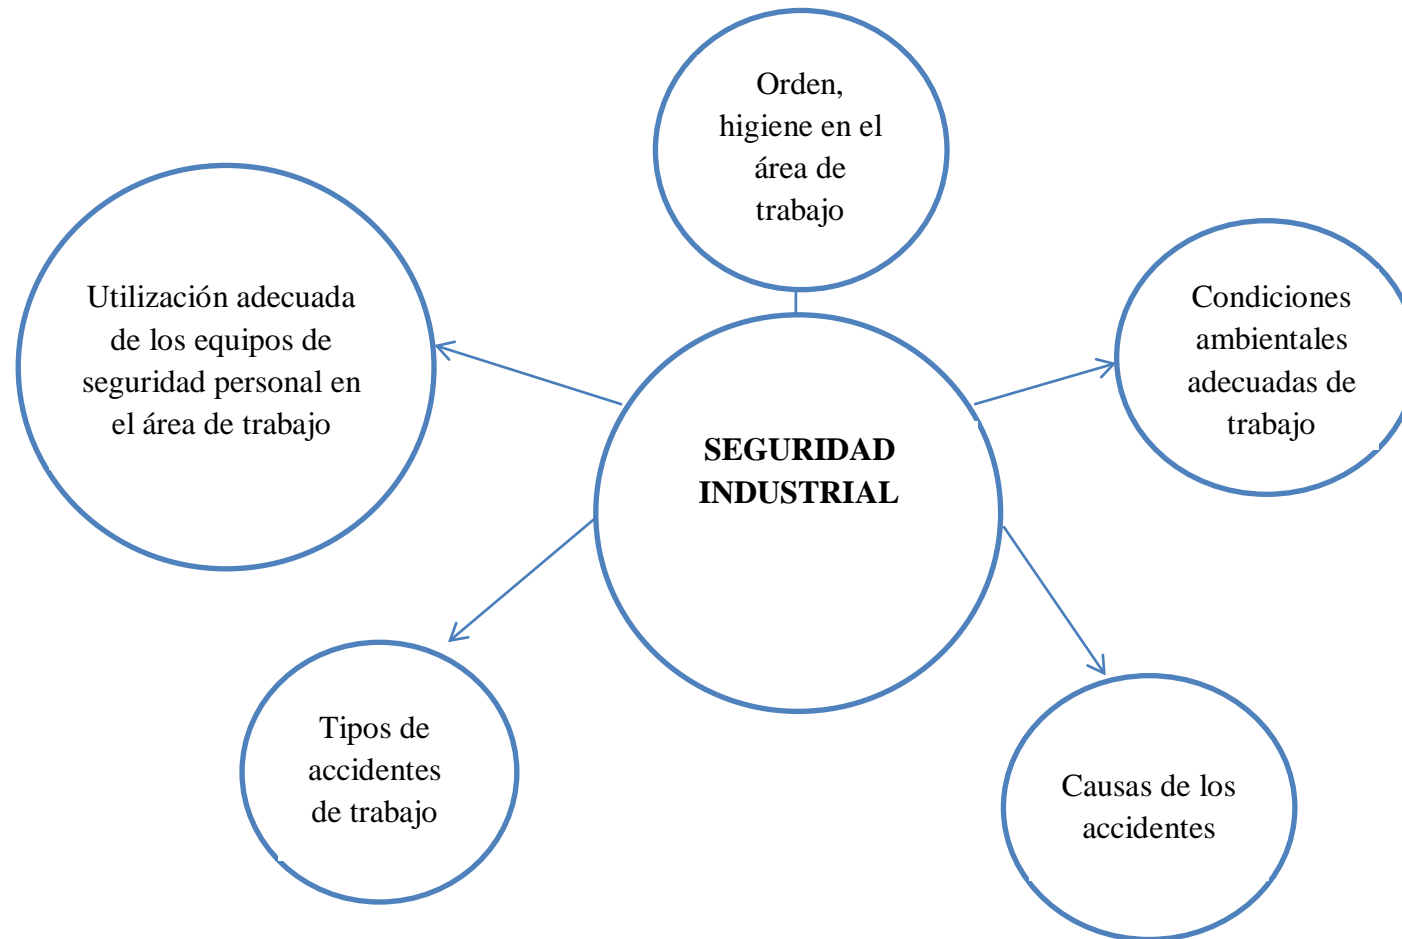 Orden,
higiene en el
área de
trabajo
Utilización adecuada
de los equipos de
seguridad personal en
el área de trabajo
Condiciones
ambientales
adecuadas de
trabajo
SEGURIDAD
INDUSTRIAL
Tipos de
accidentes
de trabajo
Causas de los
accidentes